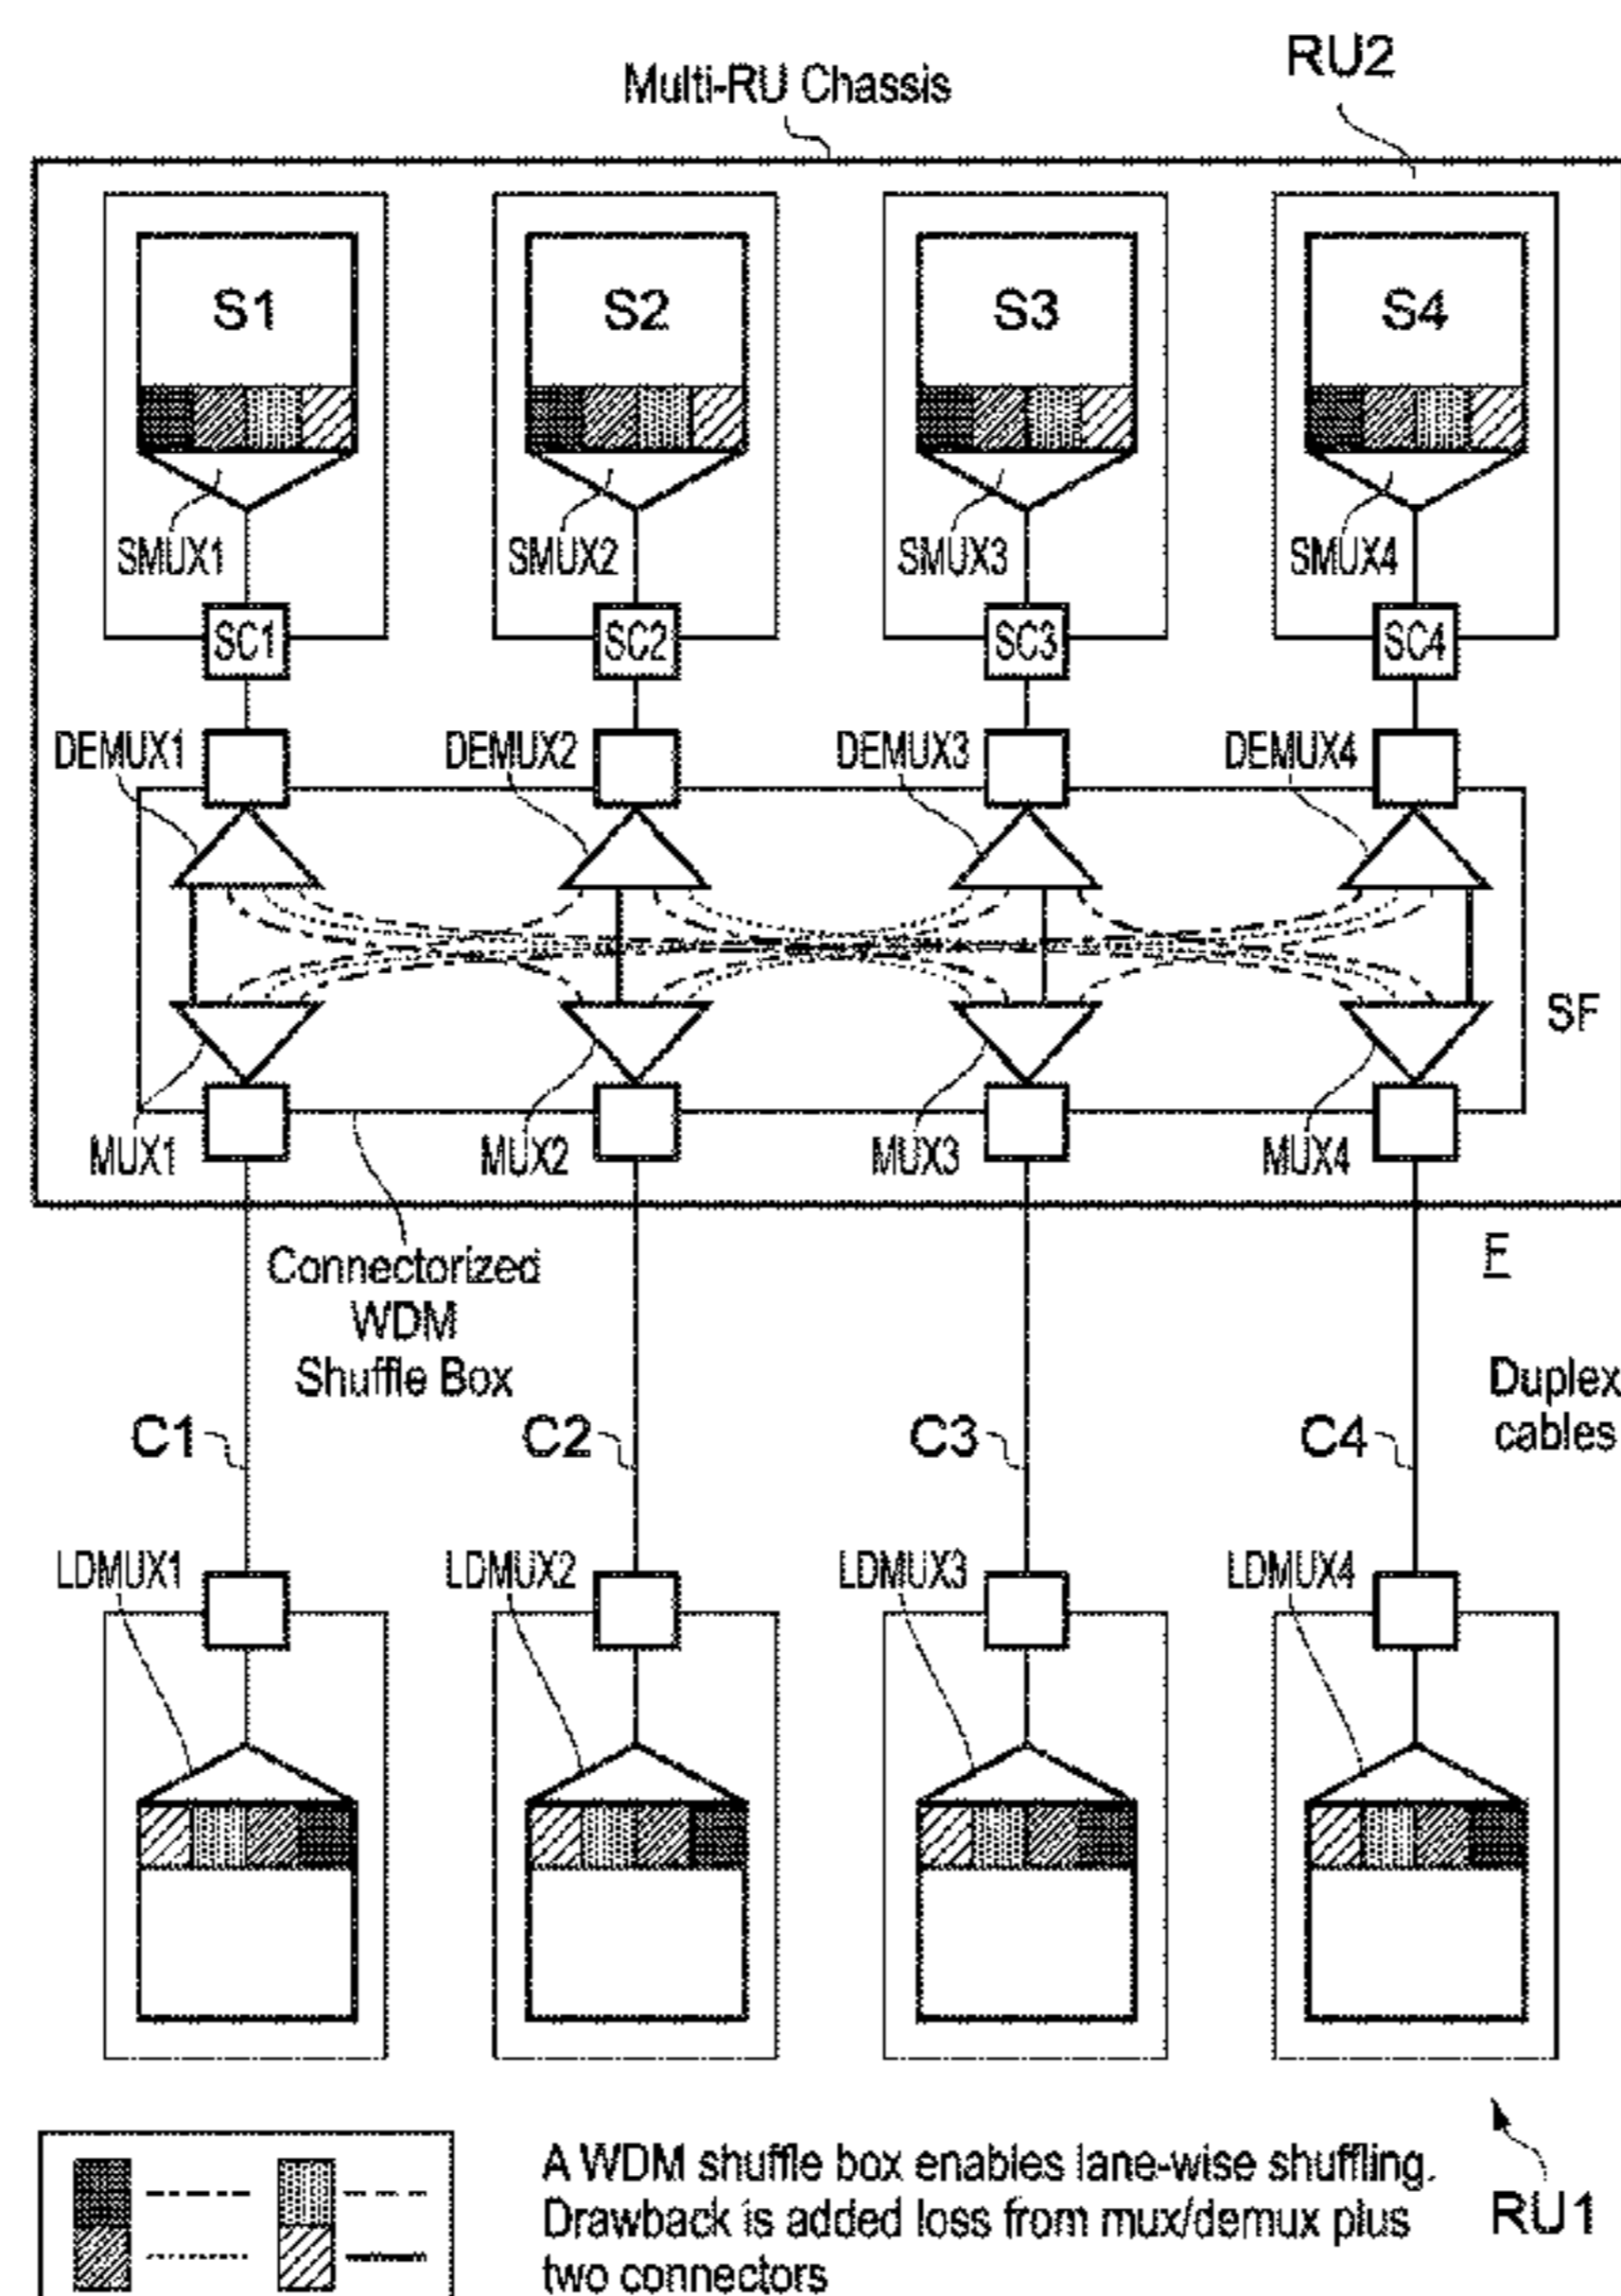 RU2
Multi-RU Chassis
S1 S2 S3 S4
SMUX1 SMUX2 SMUX3 SMUX4
SC1 SC2 SC3 SC4
DEMUX1 DEMUX2 DEMUX3 DEMUX4
SF
MUX1 MUX2 MUX3 MUX4
F
Connectorized
WDM
Shuffle Box
Duplex
cables
C1 C2 C3 C4
LDMUX1 LDMUX2 LDMUX3 LDMUX4
A WDM shuffle box enables lane-wise shuffling.
Drawback is added loss from mux/demux plus
two connectors
RU1